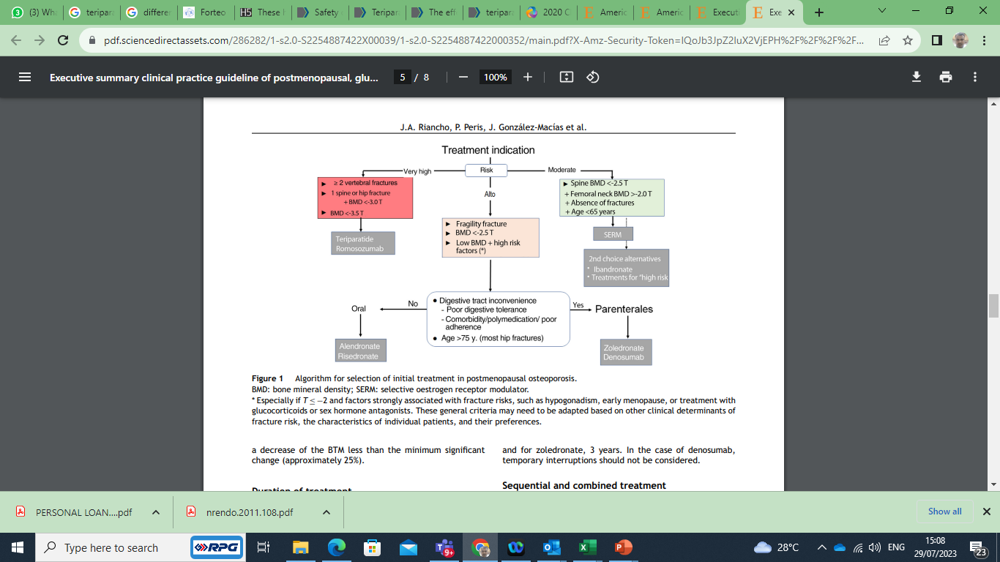 (3) Wha
teripara
differen
Forteo
These h
Safety
Teripar
The eff
teripara
2020 C
Americ
Americ
Executi
Exe
pdf.sciencedirectassets.com/286282/1-s2.0-S2254887422X00039/1-s2.0-S2254887422000352/main.pdf?X-Amz-Security-Token=IQoJb3JpZ2luX2VjEPH%2F%2F%2F%2F...
Executive summary clinical practice guideline of postmenopausal, glu...
5 / 8
100%
J.A. Riancho, P. Peris, J. González-Macías et al.
Treatment indication
Very high
Risk
Moderate
► ≥ 2 vertebral fractures
► 1 spine or hip fracture
+ BMD <-3.0 T
► BMD <-3.5 T
Alto
► Spine BMD <-2.5 T
+ Femoral neck BMD >-2.0 T
+ Absence of fractures
+ Age <65 years
Teriparatide
Romosozumab
► Fragility fracture
► BMD <-2.5 T
► Low BMD + high risk
factors (*)
SERM
2nd choice alternatives
* Ibandronate
* Treatments for "high risk
Oral
No
● Digestive tract inconvenience
- Poor digestive tolerance
- Comorbidity/polymedication/ poor
adherence
● Age >75 y. (most hip fractures)
Yes
Parenterales
Alendronate
Risedronate
Zoledronate
Denosumab
Figure 1 Algorithm for selection of initial treatment in postmenopausal osteoporosis.
BMD: bone mineral density; SERM: selective oestrogen receptor modulator.
* Especially if T ≤ −2 and factors strongly associated with fracture risks, such as hypogonadism, early menopause, or treatment with
glucocorticoids or sex hormone antagonists. These general criteria may need to be adapted based on other clinical determinants of
fracture risk, the characteristics of individual patients, and their preferences.
a decrease of the BTM less than the minimum significant
change (approximately 25%).
Duration of treatment
and for zoledronate, 3 years. In the case of denosumab,
temporary interruptions should not be considered.
Sequential and combined treatment
PERSONAL LOAN....pdf
nrendo.2011.108.pdf
Show all
Type here to search
RPG
9+
28°C
ENG
15:08
29/07/2023
23